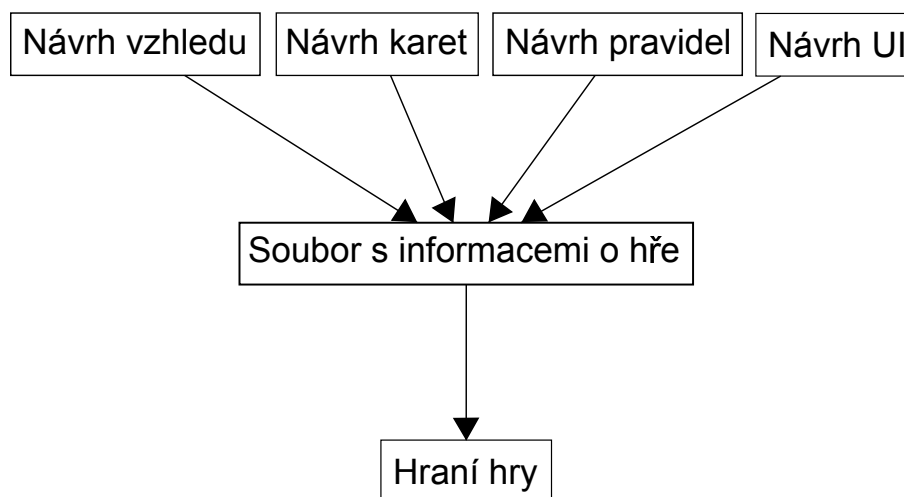 Návrh vzhledu
Návrh karet
Návrh pravidel
Návrh UI
Soubor s informacemi o hře
Hraní hry